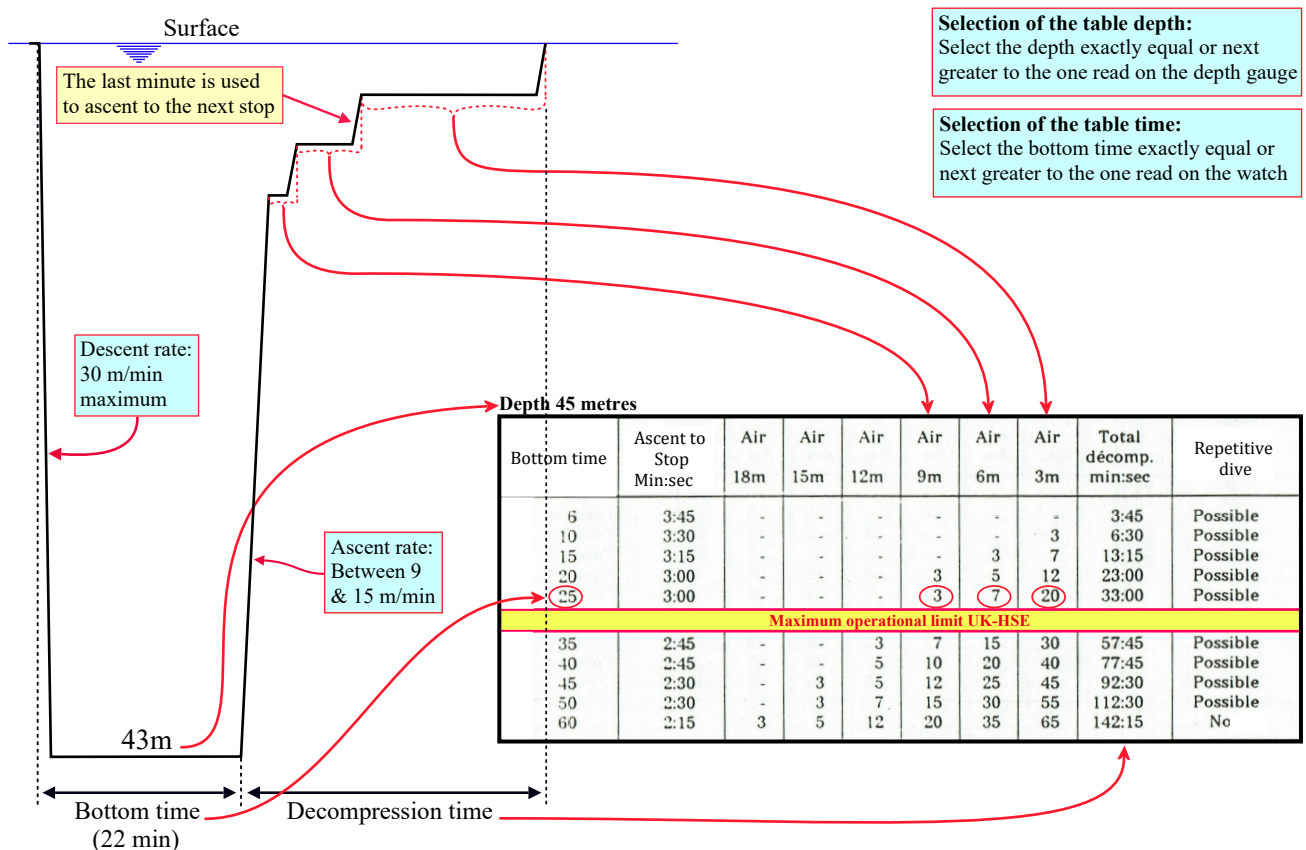 Surface
The last minute is used
to ascent to the next stop
Selection of the table depth:
Select the depth exactly equal or next
greater to the one read on the depth gauge
Selection of the table time:
Select the bottom time exactly equal or
next greater to the one read on the watch
Descent rate:
30 m/min
maximum
Ascent rate:
Between 9
& 15 m/min
43m
Bottom time
(22 min)
Decompression time
Depth 45 metres
Bottom time Ascent to Stop Min:sec Air 18m Air 15m Air 12m Air 9m Air 6m Air 3m Total décomp. min:sec Repetitive dive
6 3:45 - - - - - - 3:45 Possible
10 3:30 - - - - - 3 6:30 Possible
15 3:15 - - - - 3 7 13:15 Possible
20 3:00 - - - 3 5 12 23:00 Possible
25 3:00 - - - 3 7 20 33:00 Possible
Maximum operational limit UK-HSE
35 2:45 - - 3 7 15 30 57:45 Possible
40 2:45 - - 5 10 20 40 77:45 Possible
45 2:30 - 3 5 12 25 45 92:30 Possible
50 2:30 - 3 7 15 30 55 112:30 Possible
60 2:15 3 5 12 20 35 65 142:15 No